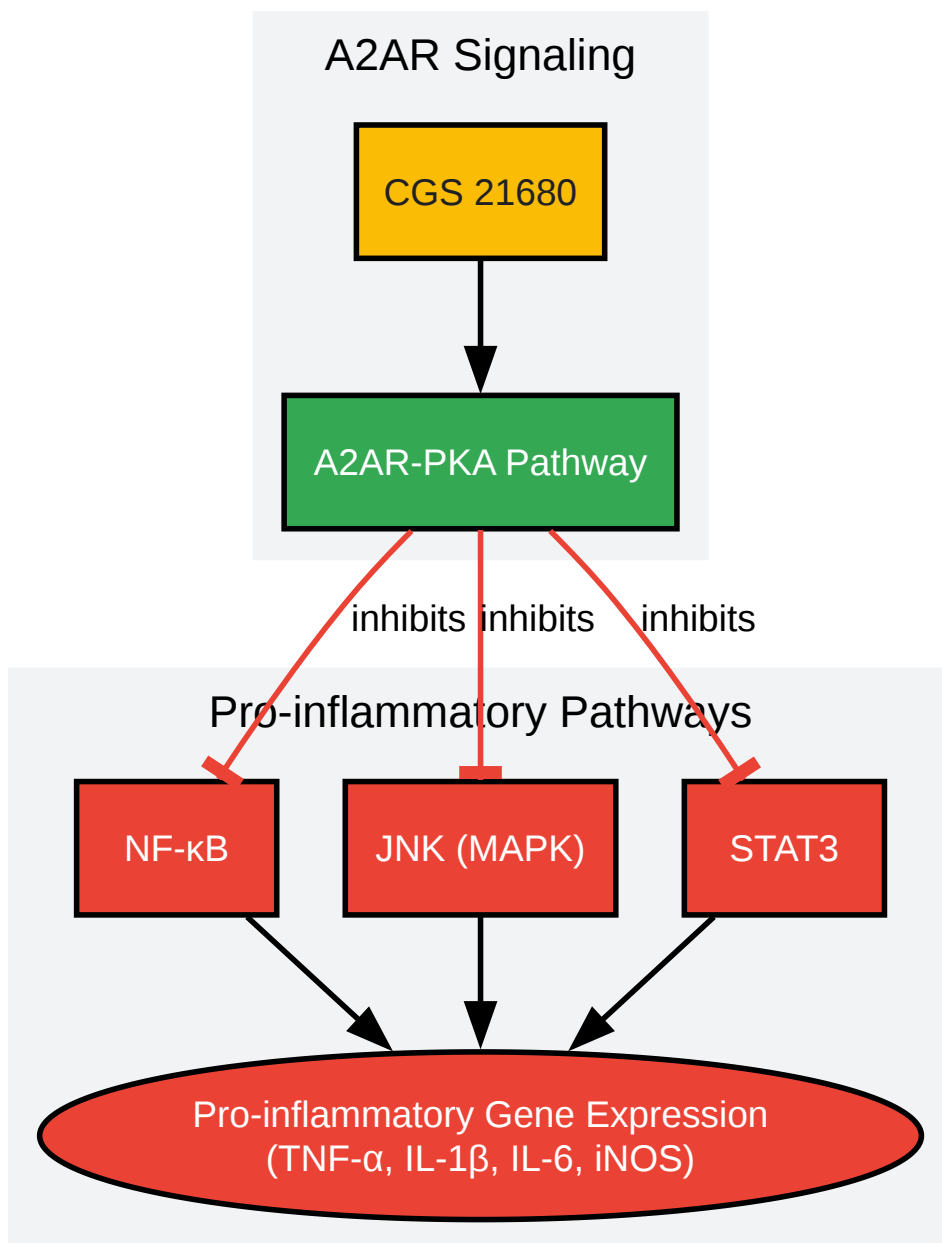 A2AR Signaling
CGS 21680
A2AR-PKA Pathway
inhibits inhibits inhibits
Pro-inflammatory Pathways
NF-κB JNK (MAPK) STAT3
Pro-inflammatory Gene Expression
(TNF-α, IL-1β, IL-6, iNOS)